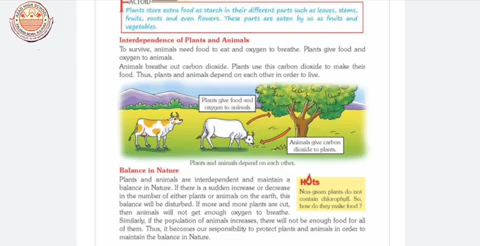 FACTOID
Plants store extra food as starch in their different parts such as leaves, stems,
fruits, roots and even flowers. These parts are eaten by us as fruits and
vegetables.
Interdependence of Plants and Animals
To survive, animals need food to eat and oxygen to breathe. Plants give food and
oxygen to animals.
Animals breathe out carbon dioxide. Plants use this carbon dioxide to make their
food. Thus, plants and animals depend on each other in order to live.
Plants give food and
oxygen to animals
Animals give carbon
dioxide to plants.
Plants and animals depend on each other.
Balance in Nature
Plants and animals are interdependent and maintain a
balance in Nature. If there is a sudden increase or decrease
in the number of either plants or animals on the earth, this
balance will be disturbed. If more and more plants are cut,
then animals will not get enough oxygen to breathe.
Similarly, if the population of animals increases, there will not be enough food for all
of them. Thus, it becomes our responsibility to protect plants and animals in order to
maintain the balance in Nature.
HOts
Non green plants do not
contain chlorophyll. So,
how do they make food ?